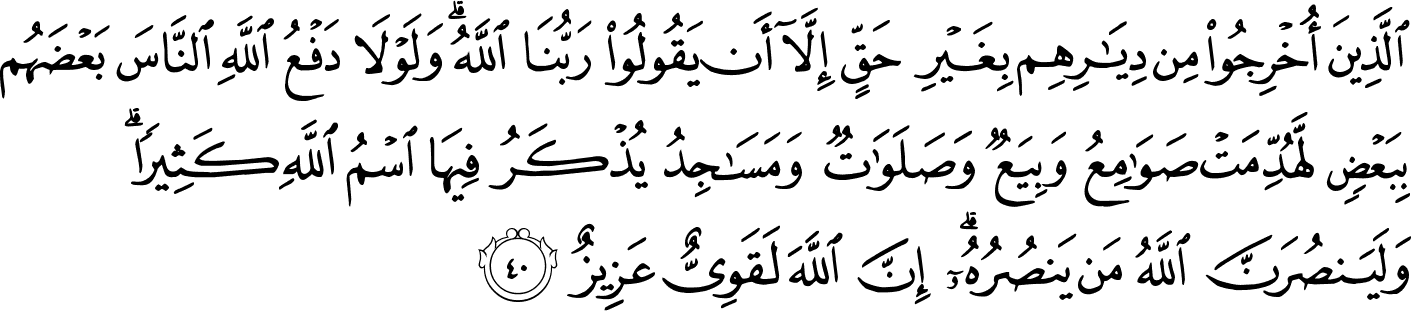 ٱلَّذِينَ أُخْرِجُوا۟ مِن دِيَـٰرِهِم بِغَيْرِ حَقٍّ إِلَّآ أَن يَقُولُوا۟ رَبُّنَا ٱللَّهُ ۗ وَلَوْلَا دَفْعُ ٱللَّهِ ٱلنَّاسَ بَعْضَهُم
بِبَعْضٍ لَّهُدِّمَتْ صَوَٰمِعُ وَبِيَعٌ وَصَلَوَٰتٌ وَمَسَـٰجِدُ يُذْكَرُ فِيهَا ٱسْمُ ٱللَّهِ كَثِيرًا ۗ
وَلَيَنصُرَنَّ ٱللَّهُ مَن يَنصُرُهُۥٓ ۗ إِنَّ ٱللَّهَ لَقَوِىٌّ عَزِيزٌ ٤٠